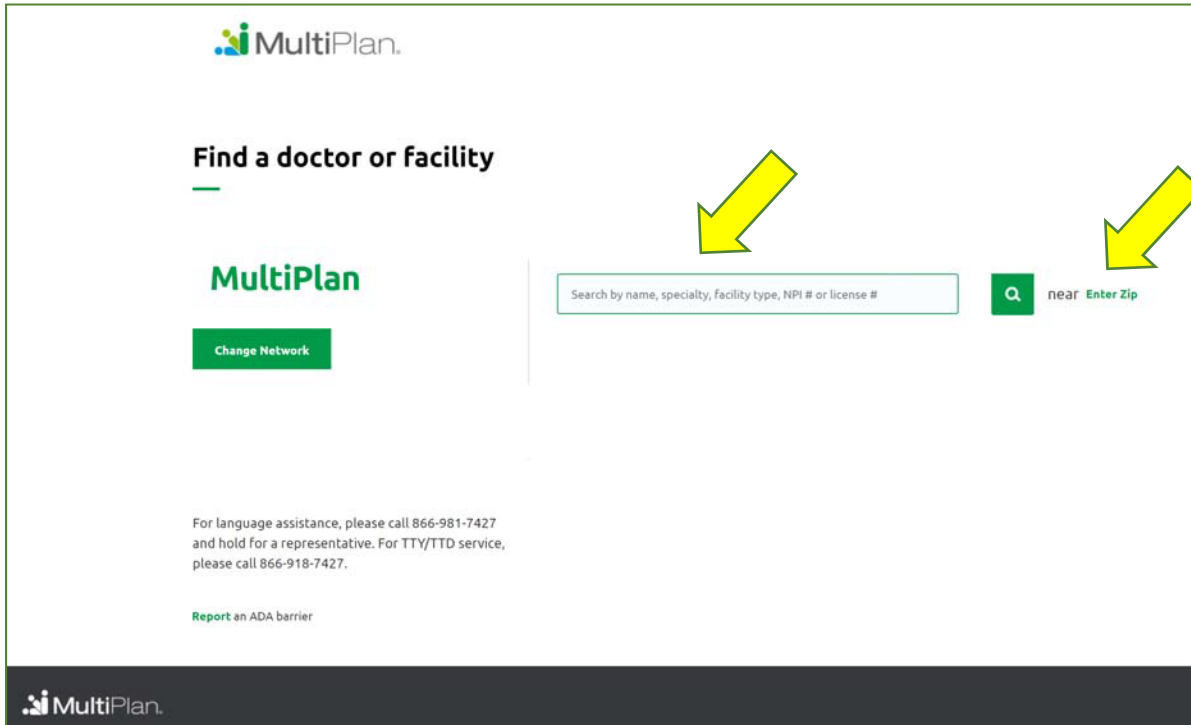 MultiPlan.
Find a doctor or facility
MultiPlan
Change Network
Search by name, specialty, facility type, NPI # or license #
near Enter Zip
For language assistance, please call 866-981-7427
and hold for a representative. For TTY/TTD service,
please call 866-918-7427.
Report an ADA barrier
MultiPlan.